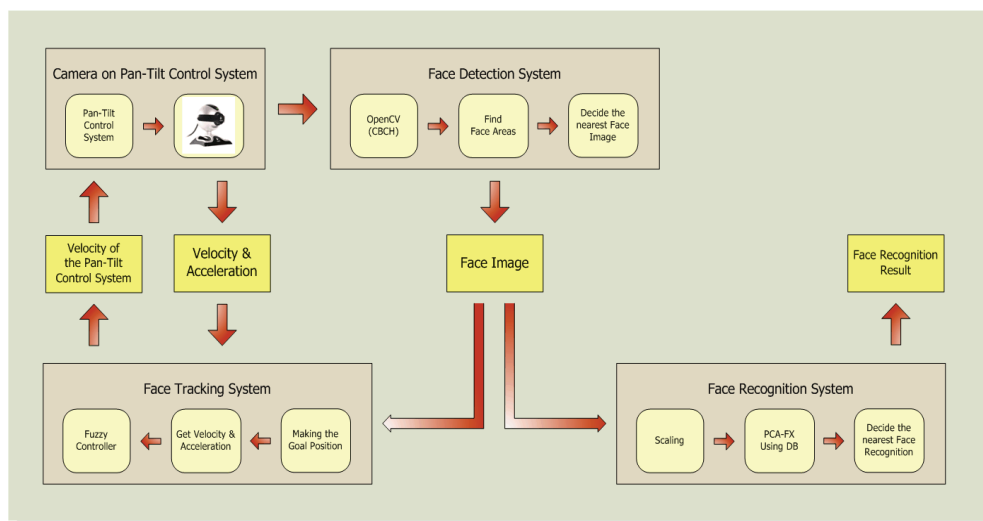 Camera on Pan-Tilt Control System
Pan-Tilt
Control
System
Face Detection System
OpenCV
(CBCH)
Find
Face Areas
Decide the
nearest Face
Image
Velocity of
the Pan-Tilt
Control System
Velocity &
Acceleration
Face Image
Face Recognition
Result
Face Tracking System
Fuzzy
Controller
Get Velocity &
Acceleration
Making the
Goal Position
Face Recognition System
Scaling
PCA-FX
Using DB
Decide the
nearest Face
Recognition